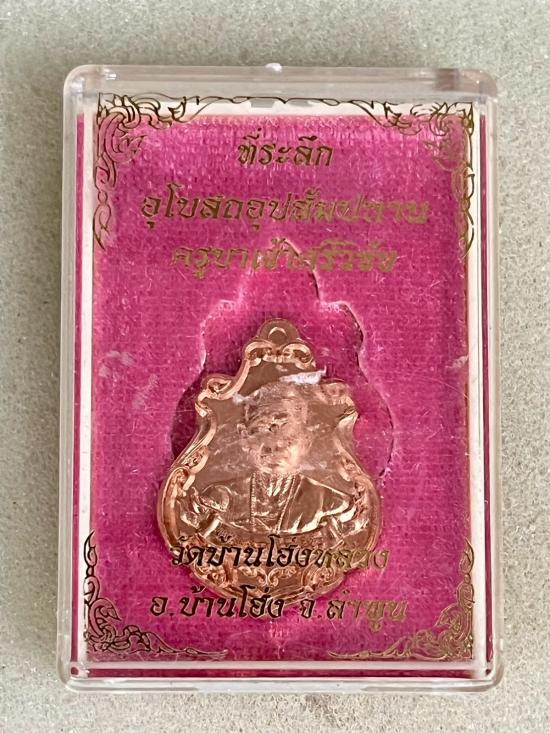 ที่ระลึก
อุโบสถอุปสัมปทาน
ครูบาเจ้าศรีวิชัย
วัดบ้านโฮ่งหลวง
อ.บ้านโฮ่ง จ.ลำพูน